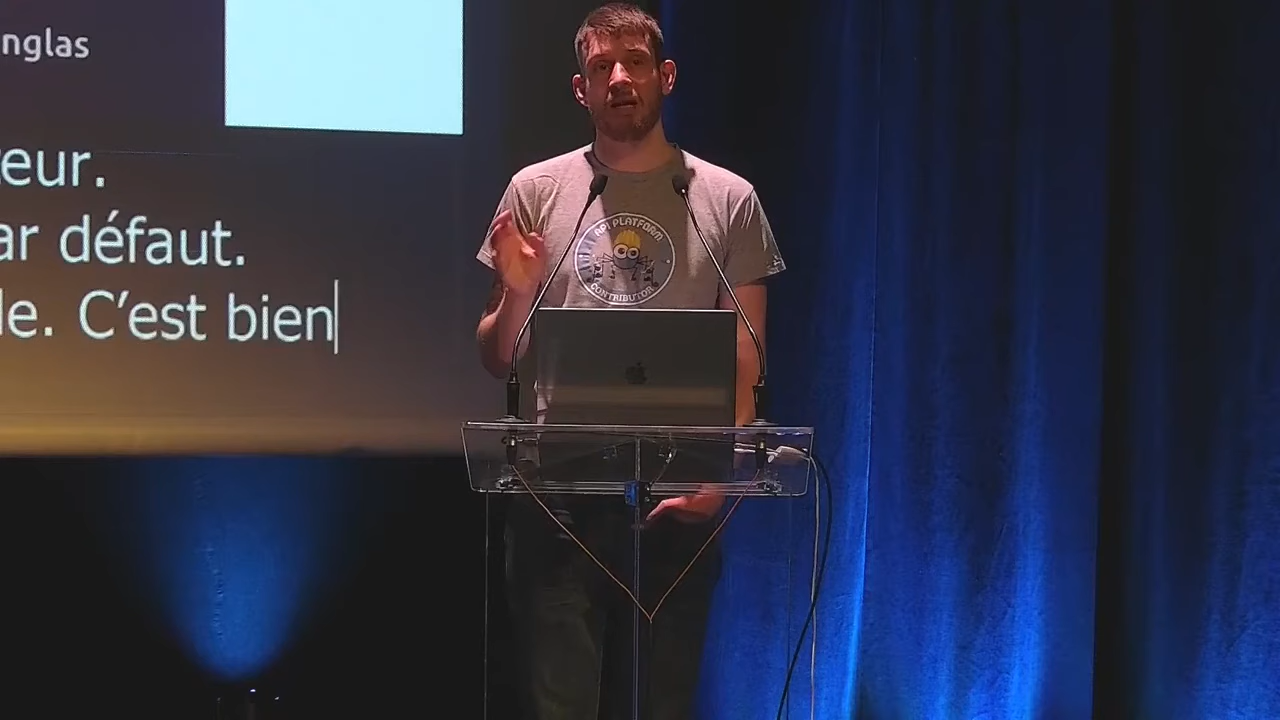 nglas
eur.
ar défaut.
le. C’est bien
API PLATFORM
CONTRIBUTOR